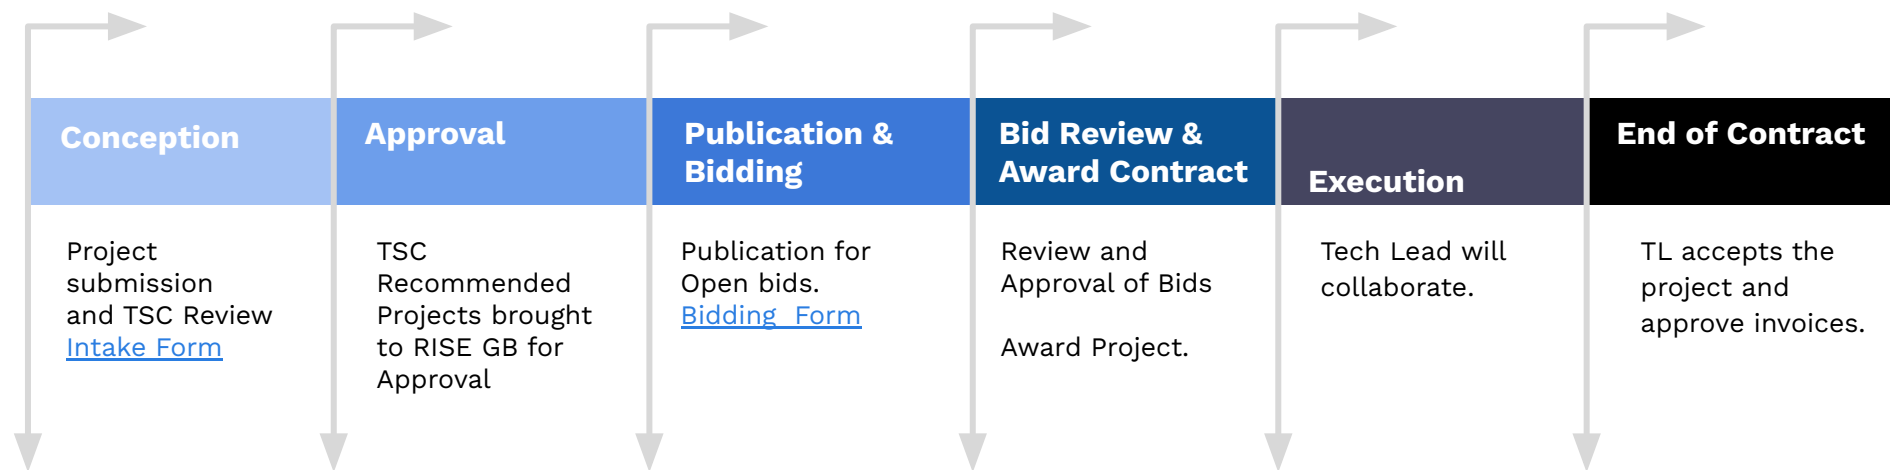 Conception
Project
submission
and TSC Review
Intake Form
Approval
TSC
Recommended
Projects brought
to RISE GB for
Approval
Publication &
Bidding
Publication for
Open bids.
Bidding  Form
Bid Review &
Award Contract
Review and
Approval of Bids
Award Project.
Execution
Tech Lead will
collaborate.
End of Contract
TL accepts the
project and
approve invoices.